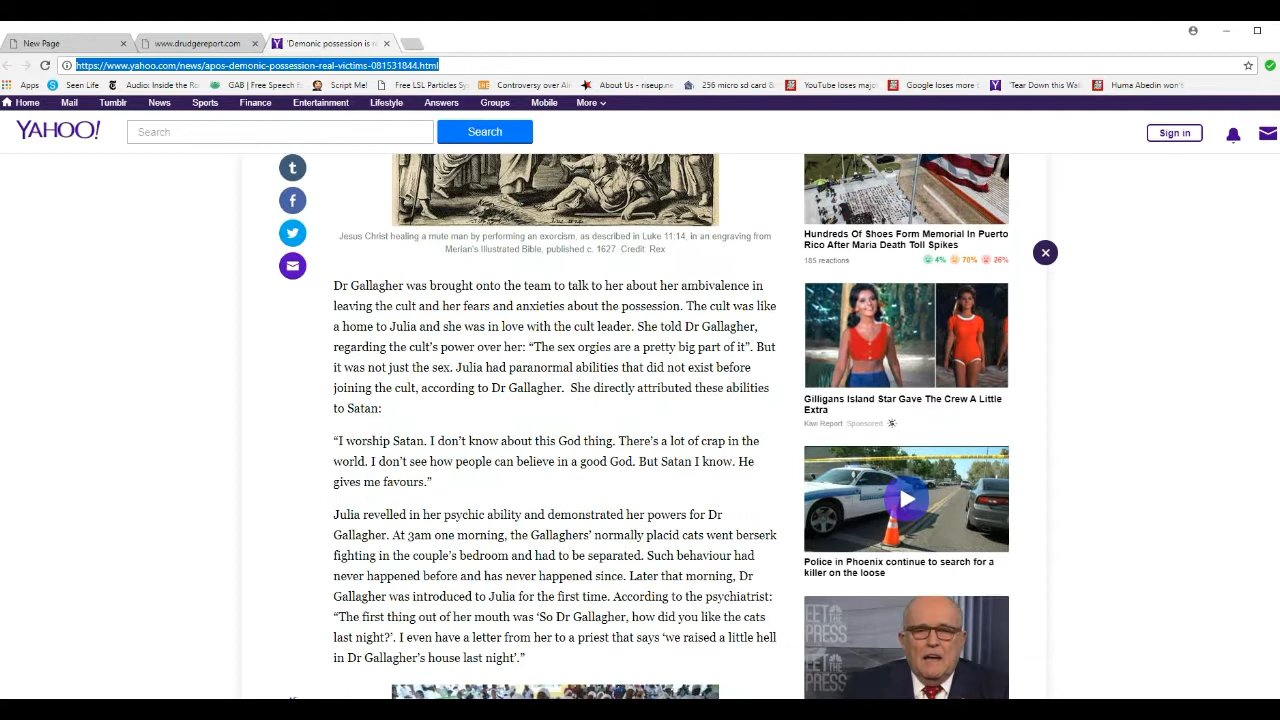 New Page
www.drudgereport.com
'Demonic possession is
https://www.yahoo.com/news/apos-demonic-possession-real-victims-081531844.html
Apps
Seen Life
Audio: Inside the Ro
GAB | Free Speech f
Script Me!
Free LSL Particles Sy
Controversy over Al
About Us - riseup.ne
256 micro sd card &
YouTube loses majo
Google loses more t
'Tear Down this Wal
Huma Abedin won't
Home
Mail
Tumblr
News
Sports
Finance
Entertainment
Lifestyle
Answers
Groups
Mobile
More
YAHOO!
Search
Search
Sign in
Jesus Christ healing a mute man by performing an exorcism, as described in Luke 11:14, in an engraving from
Merian's Illustrated Bible, published c. 1627 Credit: Rex
Dr Gallagher was brought onto the team to talk to her about her ambivalence in
leaving the cult and her fears and anxieties about the possession. The cult was like
a home to Julia and she was in love with the cult leader. She told Dr Gallagher,
regarding the cult's power over her: “The sex orgies are a pretty big part of it”. But
it was not just the sex. Julia had paranormal abilities that did not exist before
joining the cult, according to Dr Gallagher. She directly attributed these abilities
to Satan:
“I worship Satan. I don't know about this God thing. There's a lot of crap in the
world. I don't see how people can believe in a good God. But Satan I know. He
gives me favours.”
Julia revelled in her psychic ability and demonstrated her powers for Dr
Gallagher. At 3am one morning, the Gallaghers' normally placid cats went berserk
fighting in the couple's bedroom and had to be separated. Such behaviour had
never happened before and has never happened since. Later that morning, Dr
Gallagher was introduced to Julia for the first time. According to the psychiatrist:
“The first thing out of her mouth was ‘So Dr Gallagher, how did you like the cats
last night?’. I even have a letter from her to a priest that says ‘we raised a little hell
in Dr Gallagher's house last night’.”
Hundreds Of Shoes Form Memorial In Puerto
Rico After Maria Death Toll Spikes
185 reactions
4%
70%
26%
Gilligans Island Star Gave The Crew A Little
Extra
Kiwi Report Sponsored
Police in Phoenix continue to search for a
killer on the loose
MEET THE
PRESS
MEET THE
PRESS